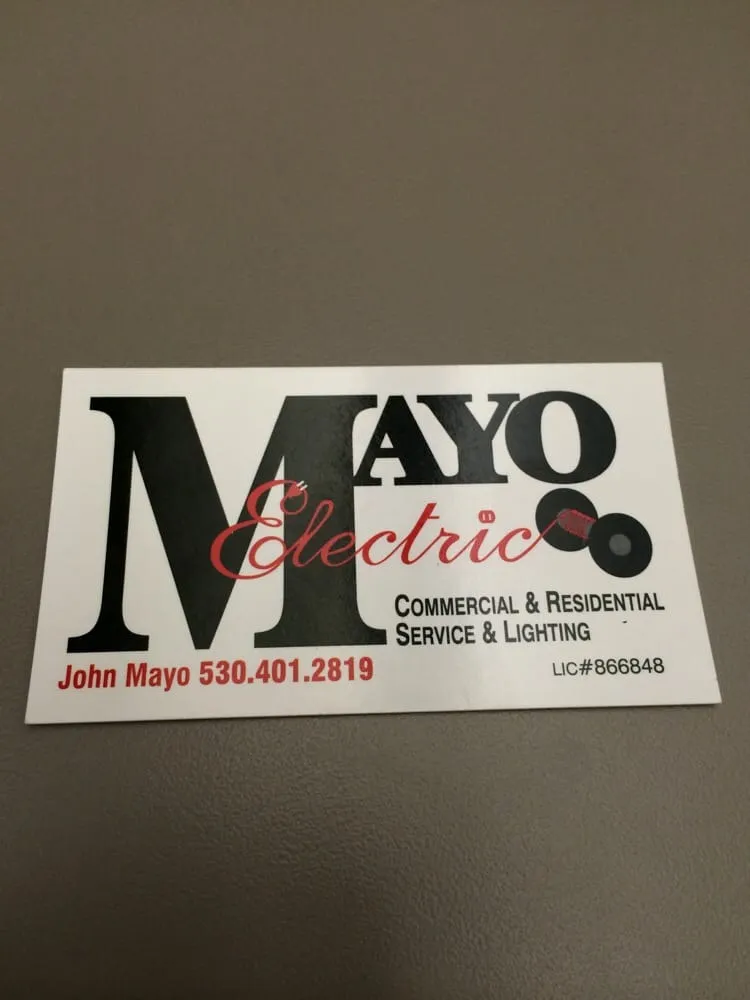 MAYO
Electric
COMMERCIAL & RESIDENTIAL
SERVICE & LIGHTING
John Mayo 530.401.2819
LIC#866848